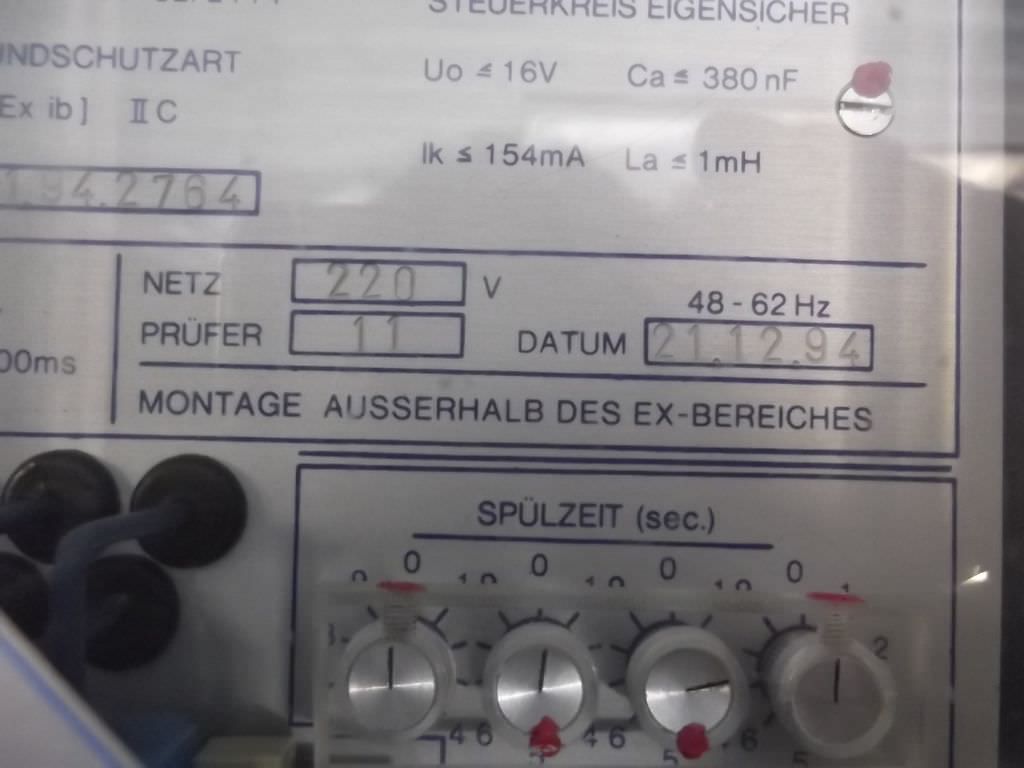 STEUERKREIS EIGENSICHER
NDSCHUTZART
Uo ≤ 16V Ca ≤ 380 nF
Ex ib] II C
Ik ≤ 154mA La ≤ 1mH
1.94.2764
NETZ 220 V
48 - 62 Hz
PRÜFER 11 DATUM 21.12.94
00ms
MONTAGE AUSSERHALB DES EX-BEREICHES
SPÜLZEIT (sec.)
0 0 0 0
2
4 6 4 6 6
5 5